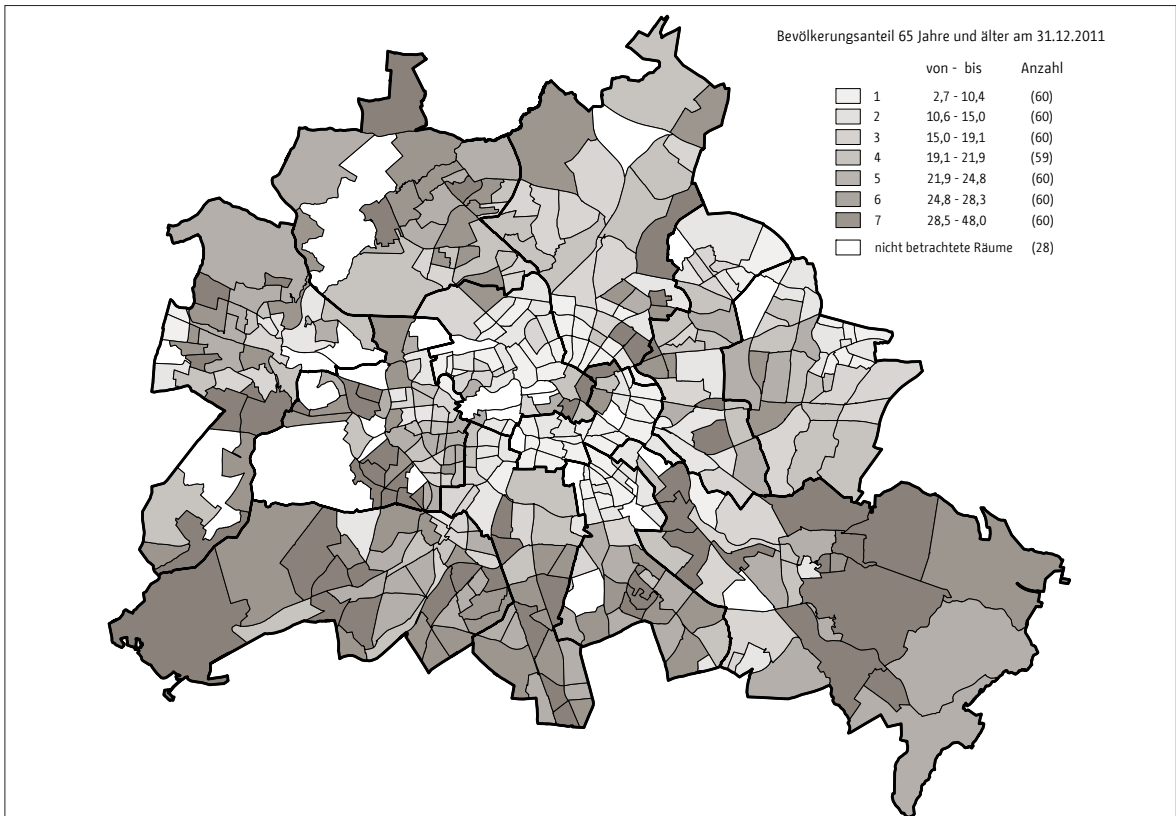 Bevölkerungsanteil 65 Jahre und älter am 31.12.2011
von - bis Anzahl
1 2,7 - 10,4 (60)
2 10,6 - 15,0 (60)
3 15,0 - 19,1 (60)
4 19,1 - 21,9 (59)
5 21,9 - 24,8 (60)
6 24,8 - 28,3 (60)
7 28,5 - 48,0 (60)
nicht betrachtete Räume (28)